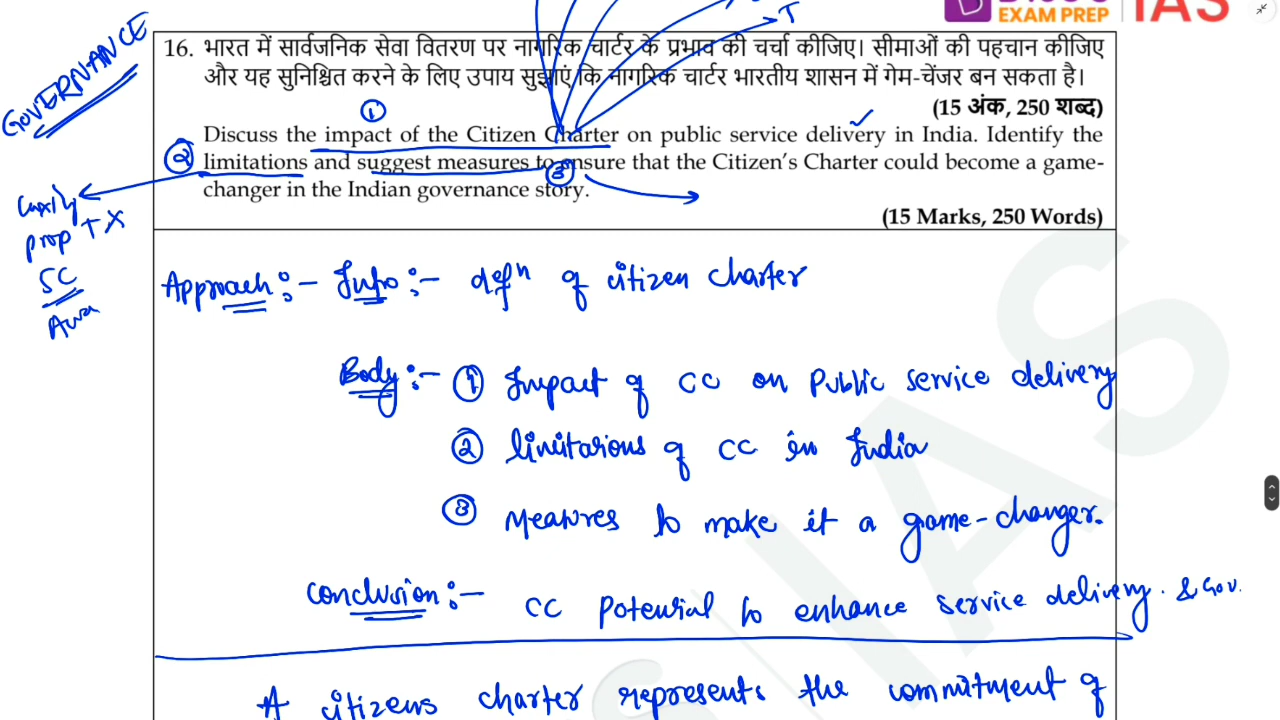 EXAM PREP IAS
T
GOVERNANCE
16. भारत में सार्वजनिक सेवा वितरण पर नागरिक चार्टर के प्रभाव की चर्चा कीजिए। सीमाओं की पहचान कीजिए
और यह सुनिश्चित करने के लिए उपाय सुझाएं कि नागरिक चार्टर भारतीय शासन में गेम-चेंजर बन सकता है।
(15 अंक, 250 शब्द)
①
Discuss the impact of the Citizen Charter on public service delivery in India. Identify the
② limitations and suggest measures to ensure that the Citizen's Charter could become a game-
③
changer in the Indian governance story.
(15 Marks, 250 Words)
prop T X
SC
Awa
Approach:- Info:- defⁿ of citizen charter
Body:- ① Impact of CC on Public service delivery
② limitations of CC in India
③ Measures to make it a game-changer.
Conclusion:- CC Potential to enhance service delivery. & Gov.
A citizens charter represents the commitment of
IAS